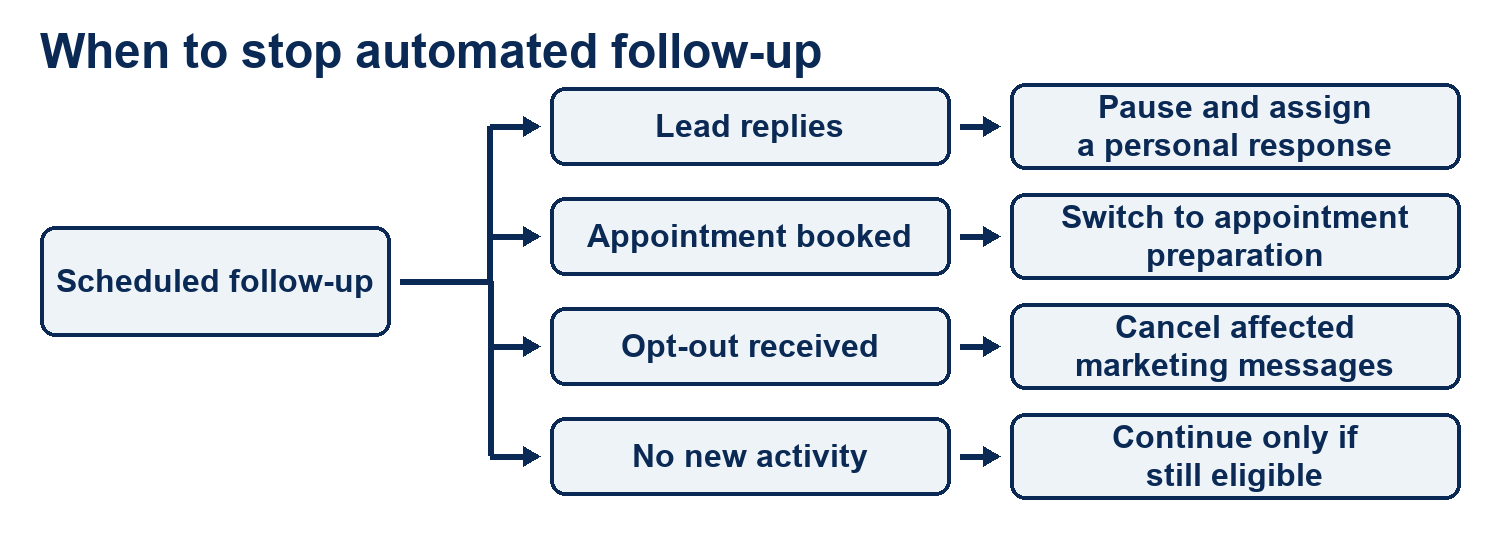 When to stop automated follow-up
Scheduled follow-up
Lead replies
Pause and assign
a personal response
Appointment booked
Switch to appointment
preparation
Opt-out received
Cancel affected
marketing messages
No new activity
Continue only if
still eligible